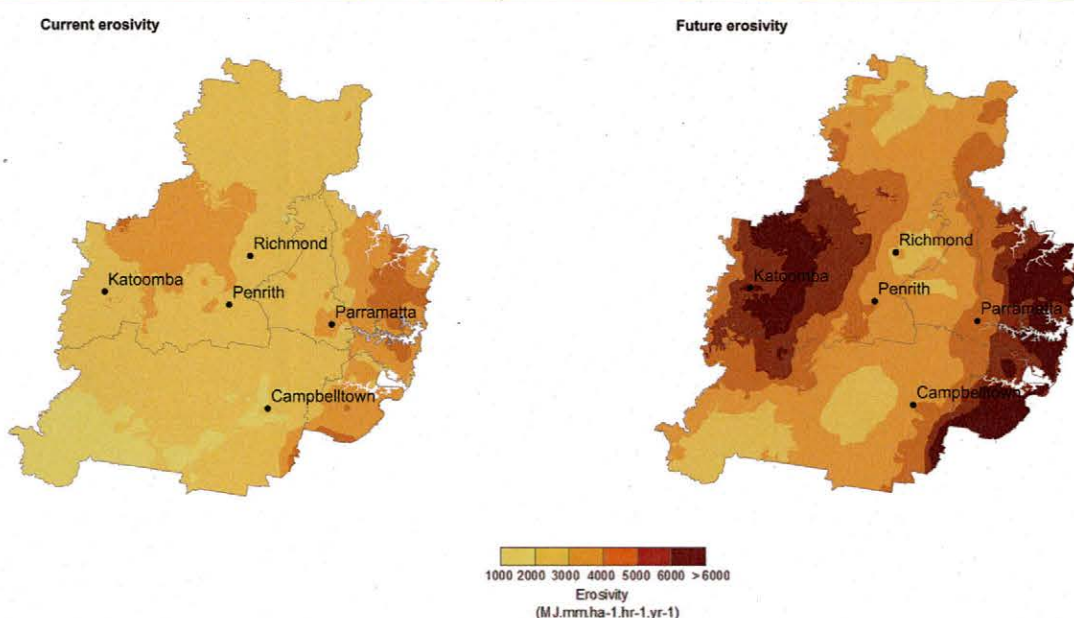 Current erosivity
Future erosivity
Richmond
Katoomba
Penrith
Parramatta
Campbelltown
Richmond
Katoomba
Penrith
Parramatta
Campbelltown
1000 2000 3000 4000 5000 6000 >6000
Erosivity
(MJ.mm.ha-1.hr-1.yr-1)